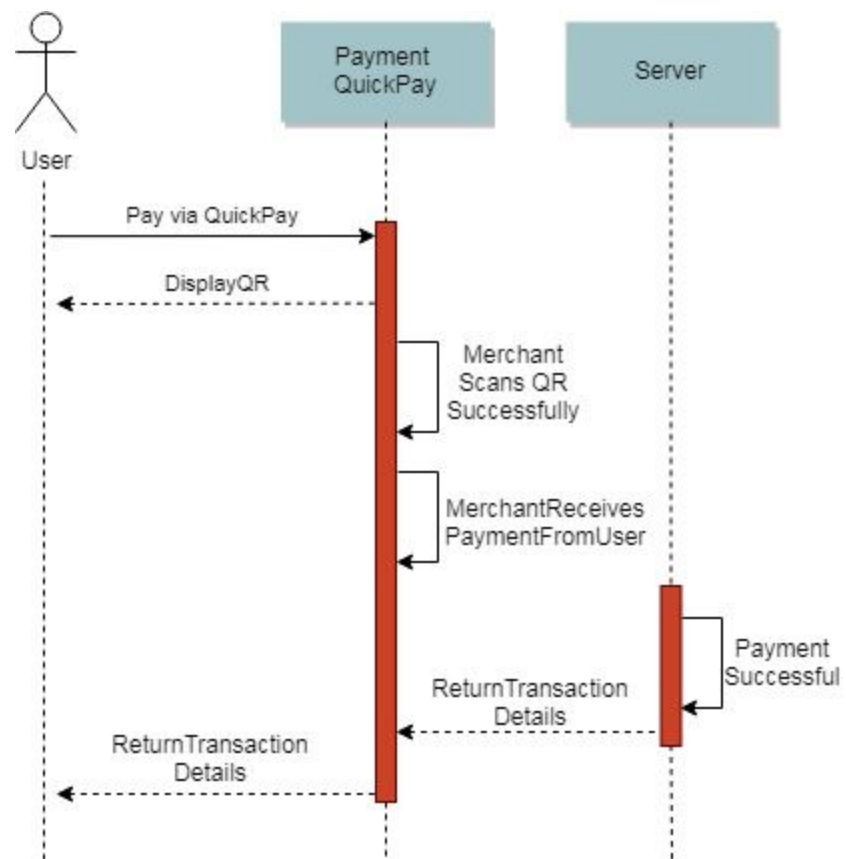 Payment
QuickPay
Server
User
Pay via QuickPay
DisplayQR
Merchant
Scans QR
Successfully
MerchantReceives
PaymentFromUser
Payment
Successful
ReturnTransaction
Details
ReturnTransaction
Details